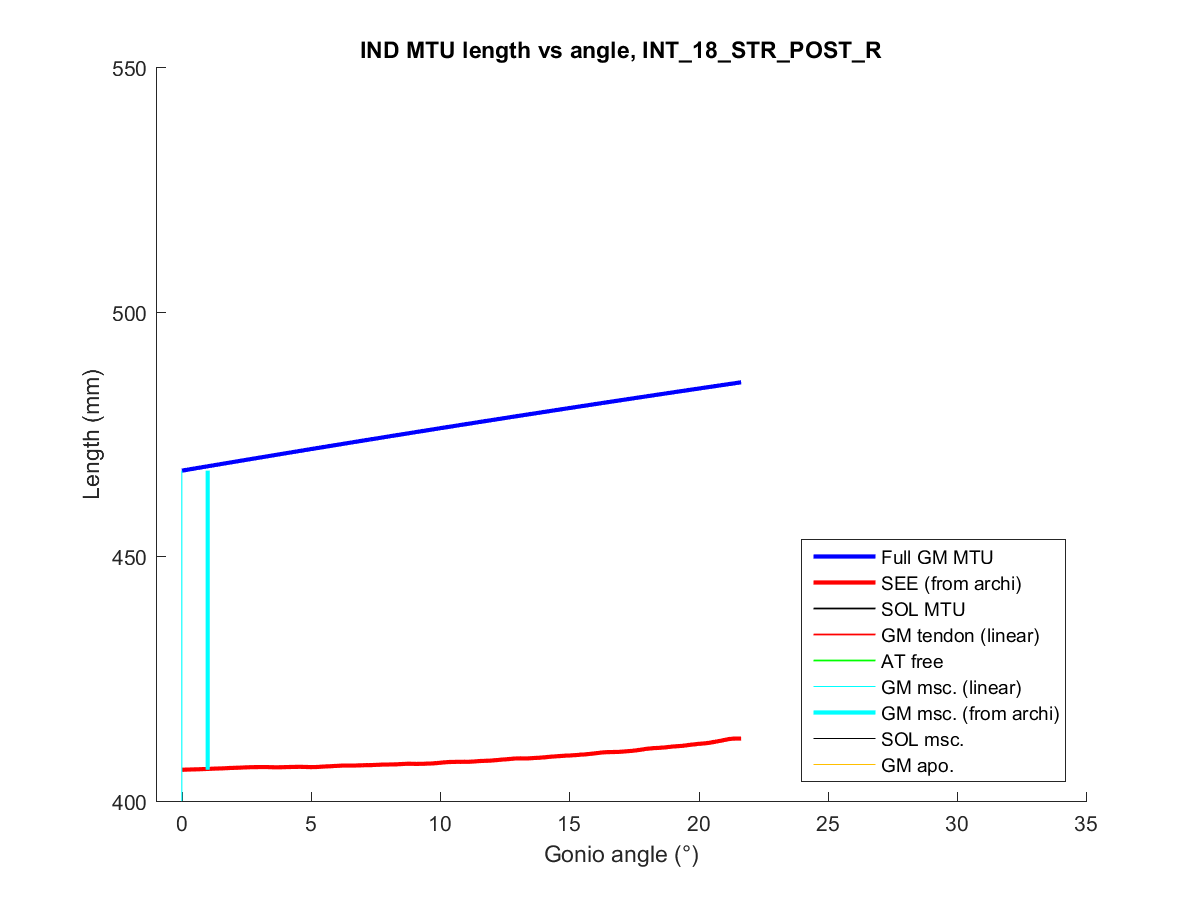 IND MTU length vs angle, INT_18_STR_POST_R
550
500
450
400
Length (mm)
0 5 10 15 20 25 30 35
Gonio angle (°)
Full GM MTU
SEE (from archi)
SOL MTU
GM tendon (linear)
AT free
GM msc. (linear)
GM msc. (from archi)
SOL msc.
GM apo.